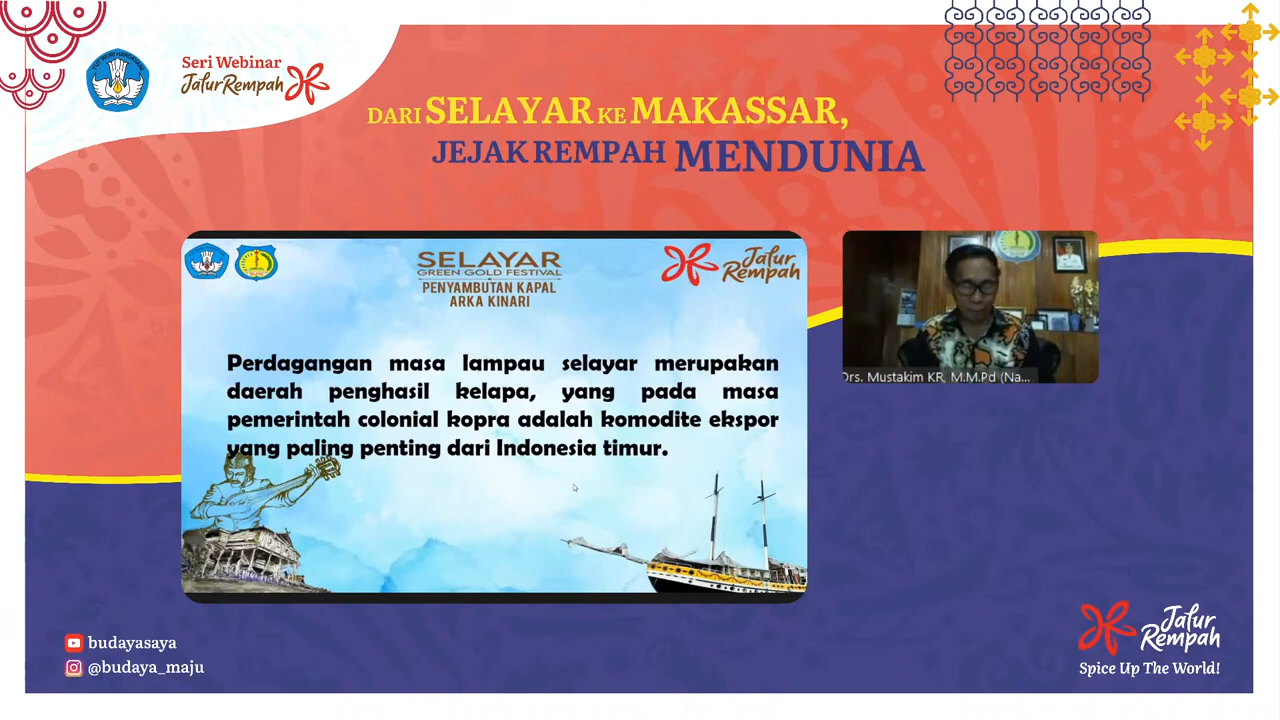 TUT WURI HANDAYANI
Seri Webinar
Jalur Rempah
DARI SELAYAR KE MAKASSAR,
JEJAK REMPAH MENDUNIA
SELAYAR
GREEN GOLD FESTIVAL
PENYAMBUTAN KAPAL
ARKA KINARI
Jalur
Rempah
Perdagangan masa lampau selayar merupakan
daerah penghasil kelapa, yang pada masa
pemerintah colonial kopra adalah komodite ekspor
yang paling penting dari Indonesia timur.
Drs. Mustakim KR, M.M.Pd (Na...
budayasaya
@budaya_maju
Jalur
Rempah
Spice Up The World!